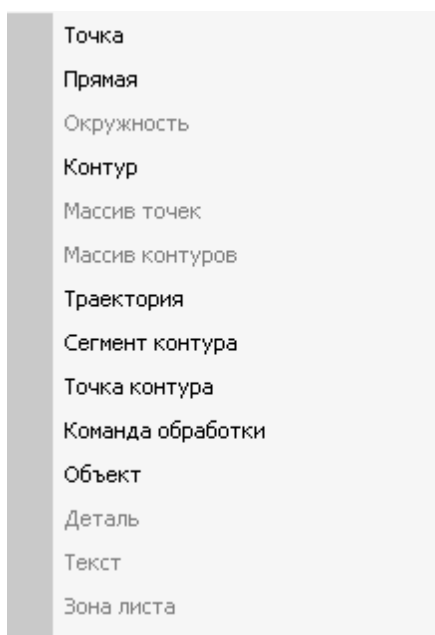 Точка
Прямая
Окружность
Контур
Массив точек
Массив контуров
Траектория
Сегмент контура
Точка контура
Команда обработки
Объект
Деталь
Текст
Зона листа